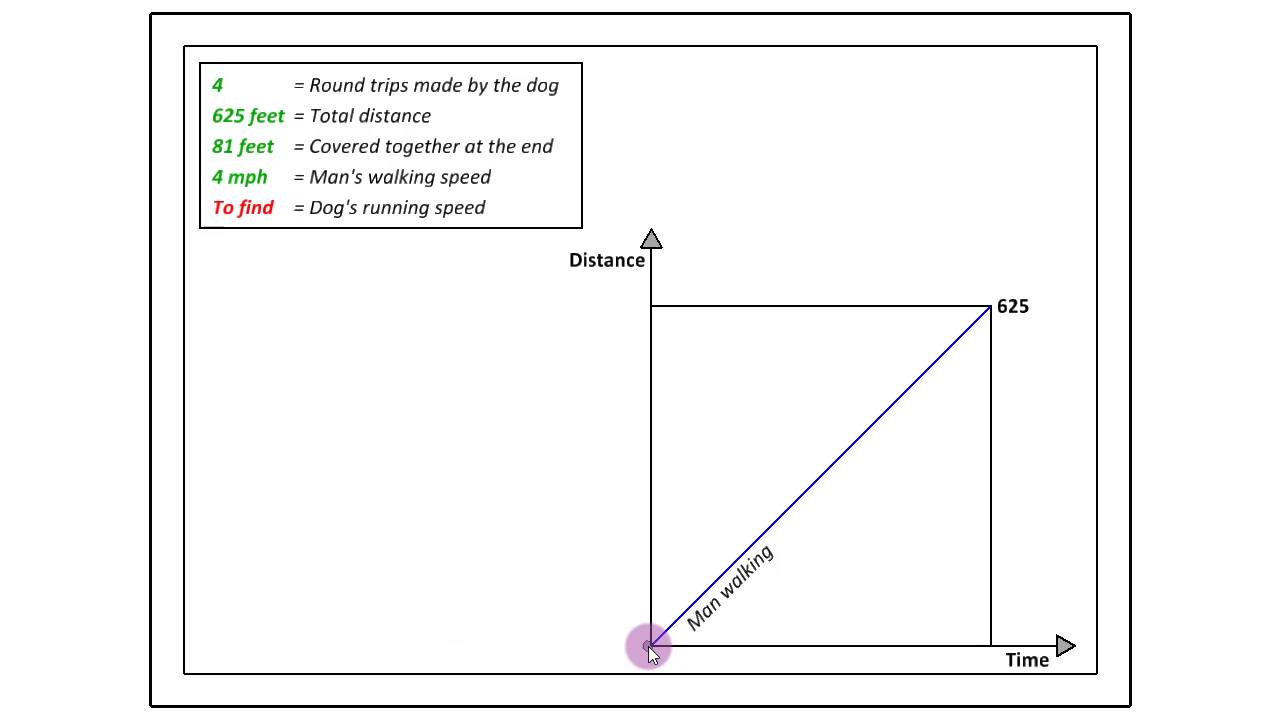 4 = Round trips made by the dog
625 feet = Total distance
81 feet = Covered together at the end
4 mph = Man's walking speed
To find = Dog's running speed
Distance
625
Man walking
Time